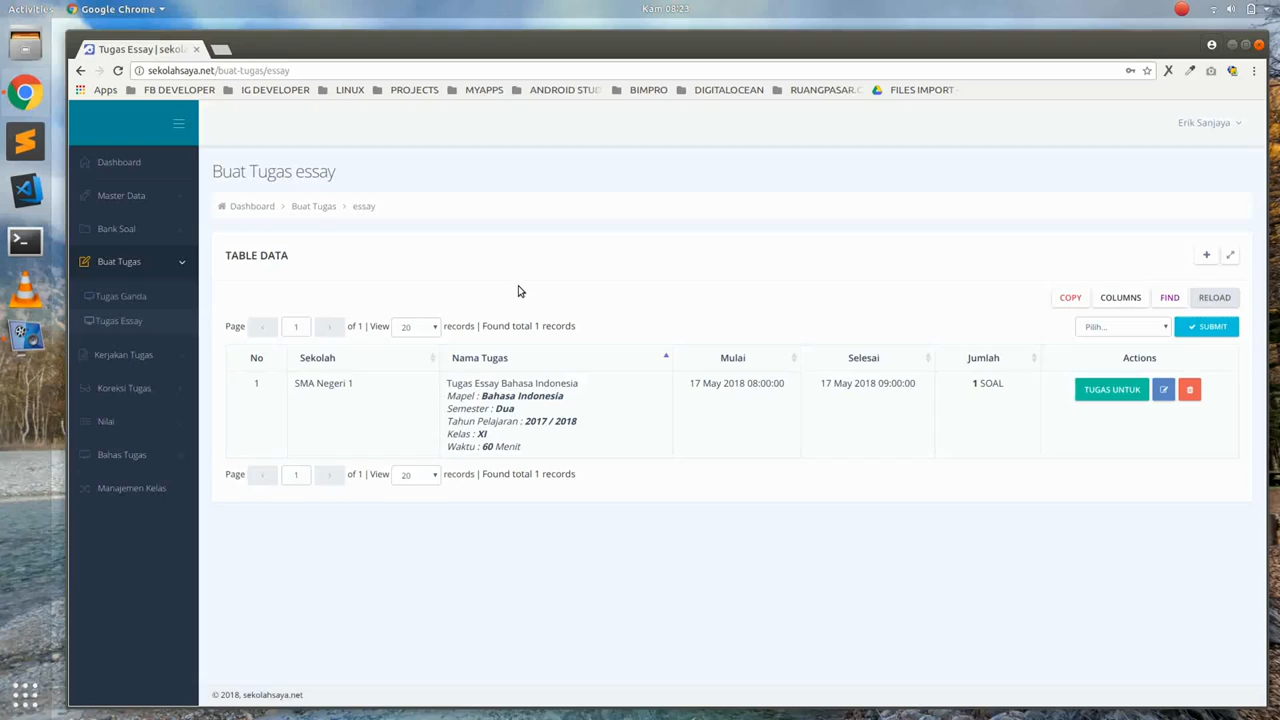 Activities
Google Chrome
Kam 08:23
Tugas Essay | sekola
sekolahsaya.net/buat-tugas/essay
Apps FB DEVELOPER IG DEVELOPER LINUX PROJECTS MYAPPS ANDROID STUD BIMPRO DIGITALOCEAN RUANGPASAR.C FILES IMPORT
Erik Sanjaya
Dashboard
Master Data
Bank Soal
Buat Tugas
Tugas Ganda
Tugas Essay
Kerjakan Tugas
Koreksi Tugas
Nilai
Bahas Tugas
Manajemen Kelas
Buat Tugas essay
Dashboard > Buat Tugas > essay
TABLE DATA
COPY COLUMNS FIND RELOAD
Page ‹ 1 › of 1 | View 20 records | Found total 1 records
Pilih... SUBMIT
No Sekolah Nama Tugas Mulai Selesai Jumlah Actions
1 SMA Negeri 1 Tugas Essay Bahasa Indonesia 17 May 2018 08:00:00 17 May 2018 09:00:00 1 SOAL TUGAS UNTUK
Mapel : Bahasa Indonesia
Semester : Dua
Tahun Pelajaran : 2017 / 2018
Kelas : XI
Waktu : 60 Menit
Page ‹ 1 › of 1 | View 20 records | Found total 1 records
© 2018, sekolahsaya.net